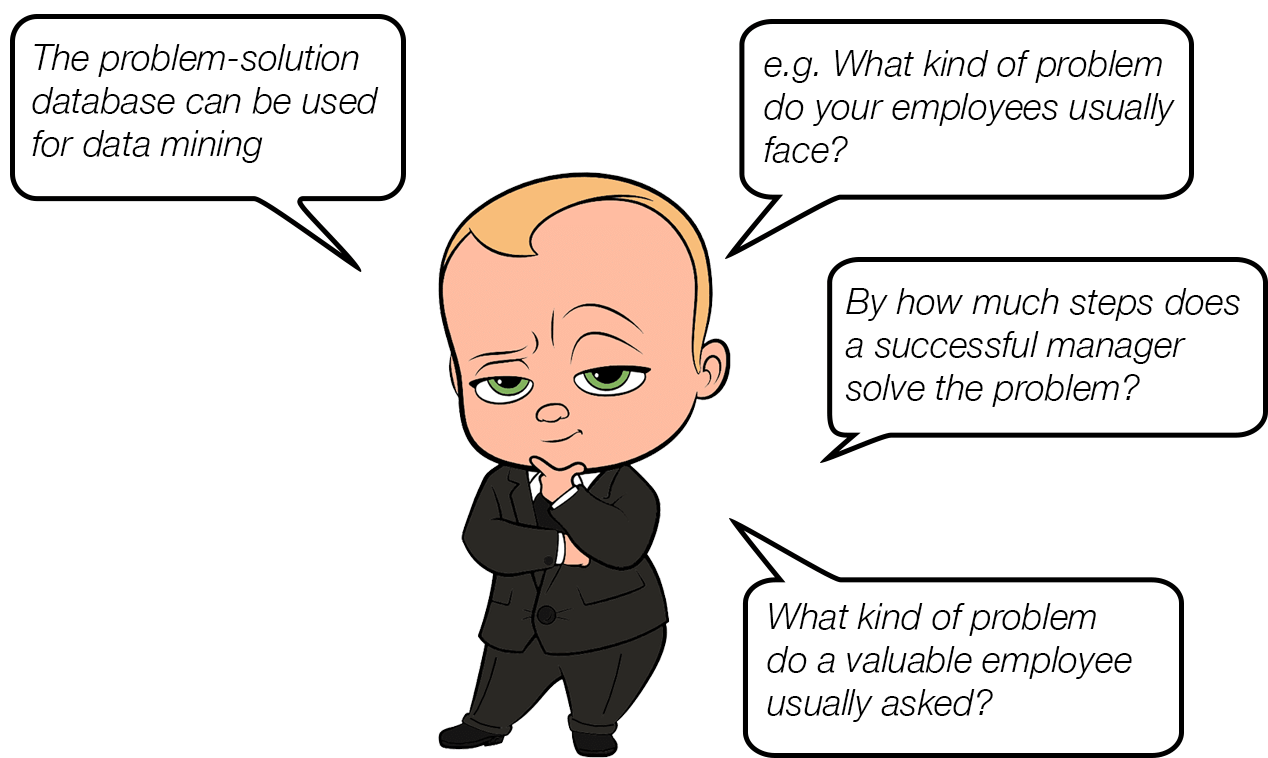 The problem-solution
database can be used
for data mining
e.g. What kind of problem
do your employees usually
face?
By how much steps does
a successful manager
solve the problem?
What kind of problem
do a valuable employee
usually asked?